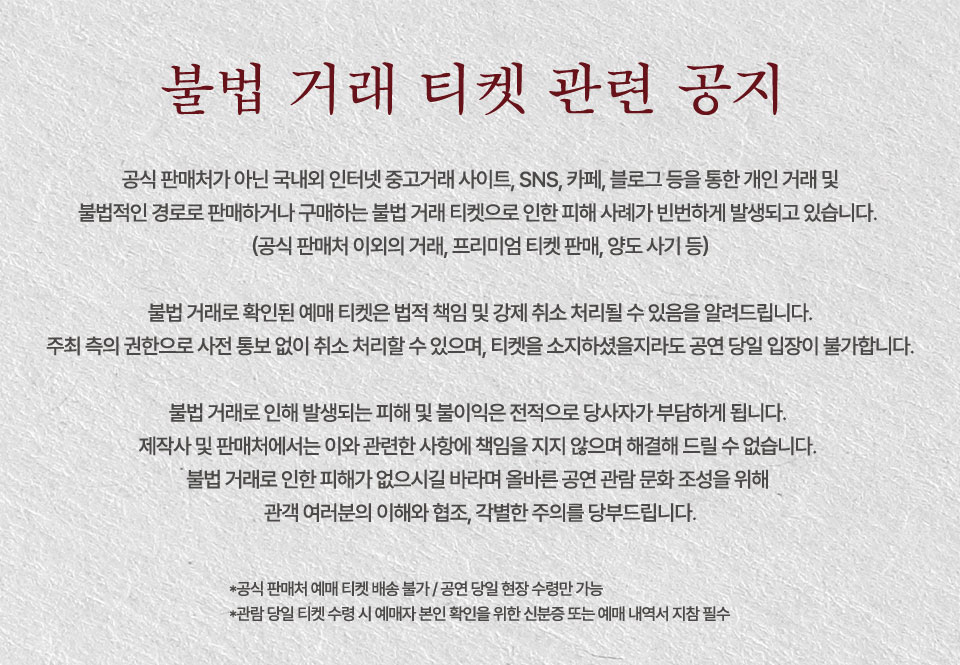 불법 거래 티켓 관련 공지
공식 판매처가 아닌 국내외 인터넷 중고거래 사이트, SNS, 카페, 블로그 등을 통한 개인 거래 및
불법적인 경로로 판매하거나 구매하는 불법 거래 티켓으로 인한 피해 사례가 빈번하게 발생되고 있습니다.
(공식 판매처 이외의 거래, 프리미엄 티켓 판매, 양도 사기 등)
불법 거래로 확인된 예매 티켓은 법적 책임 및 강제 취소 처리될 수 있음을 알려드립니다.
주최 측의 권한으로 사전 통보 없이 취소 처리할 수 있으며, 티켓을 소지하셨을지라도 공연 당일 입장이 불가합니다.
불법 거래로 인해 발생되는 피해 및 불이익은 전적으로 당사자가 부담하게 됩니다.
제작사 및 판매처에서는 이와 관련한 사항에 책임을 지지 않으며 해결해 드릴 수 없습니다.
불법 거래로 인한 피해가 없으시길 바라며 올바른 공연 관람 문화 조성을 위해
관객 여러분의 이해와 협조, 각별한 주의를 당부드립니다.
*공식 판매처 예매 티켓 배송 불가 / 공연 당일 현장 수령만 가능
*관람 당일 티켓 수령 시 예매자 본인 확인을 위한 신분증 또는 예매 내역서 지참 필수